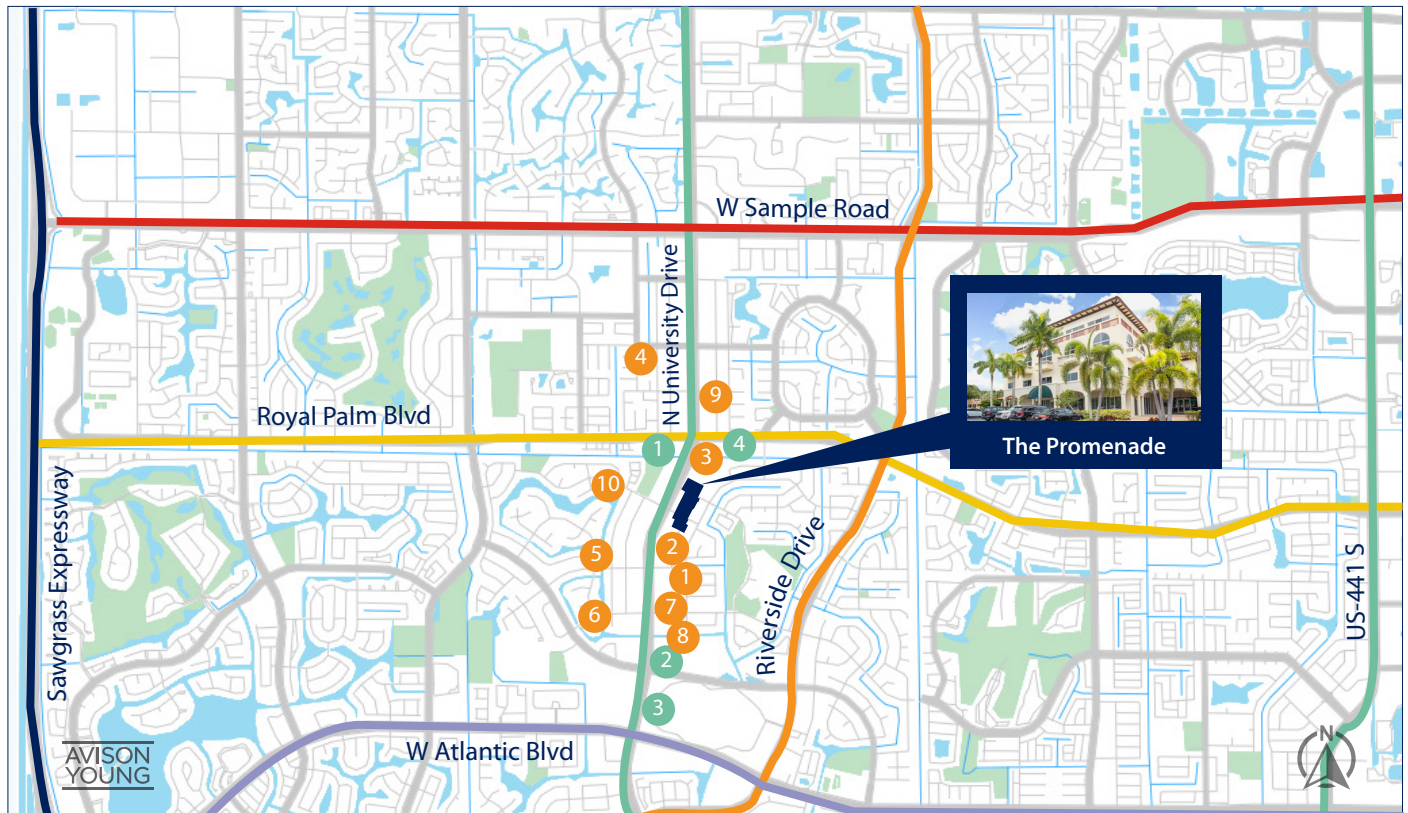 W Sample Road
N University Drive
4
9
Royal Palm Blvd
1
4
3
The Promenade
10
2
5
1
7
6
8
2
3
Sawgrass Expressway
Riverside Drive
US-441 S
W Atlantic Blvd
AVISON
YOUNG
N